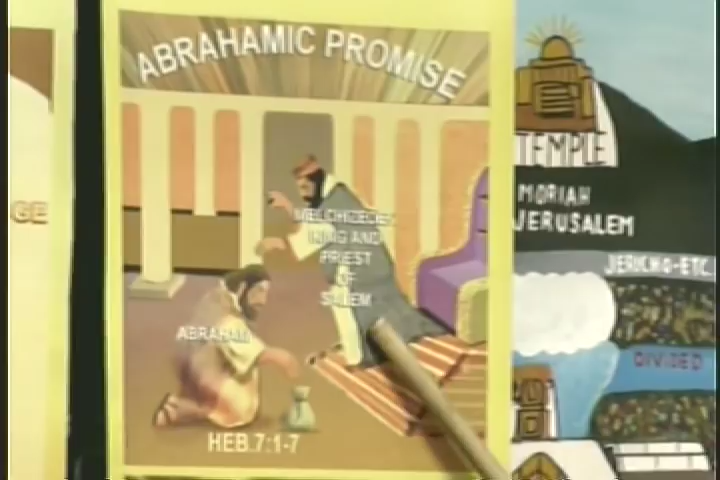 ABRAHAMIC PROMISE
GE
TEMPLE
MORIAH
JERUSALEM
JERICHO-ETC.
MELCHIZEDEK
KING AND
PRIEST
OF
SALEM
ABRAHAM
DIVIDED
HEB.7:1-7